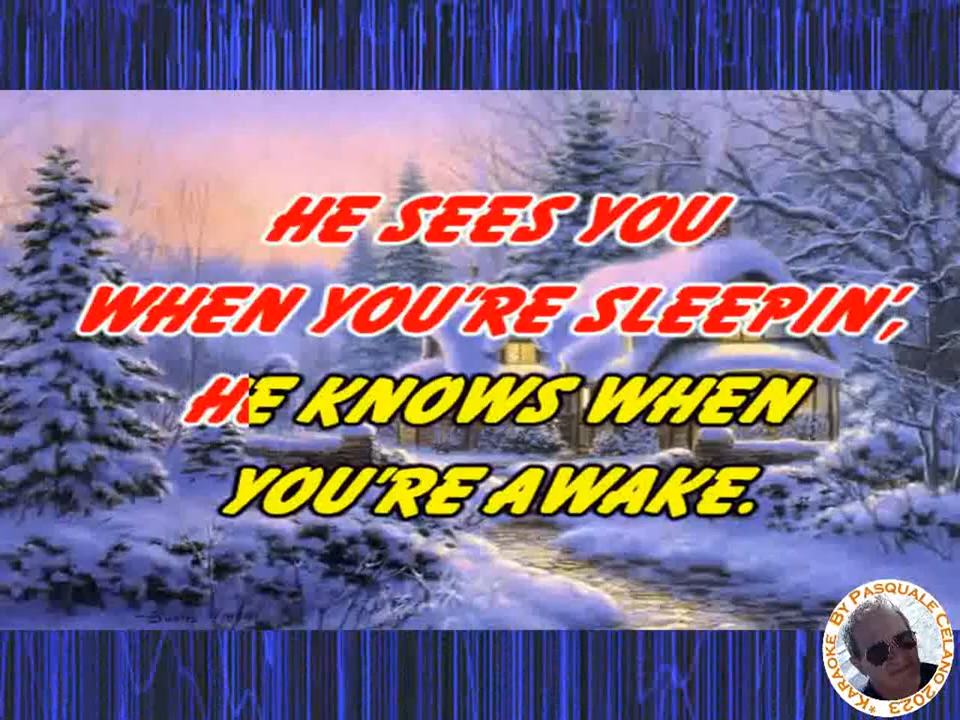 HE SEES YOU
WHEN YOU'RE SLEEPIN',
HE KNOWS WHEN
YOU'RE AWAKE.
* KARAOKE BY PASQUALE CELANO 2023